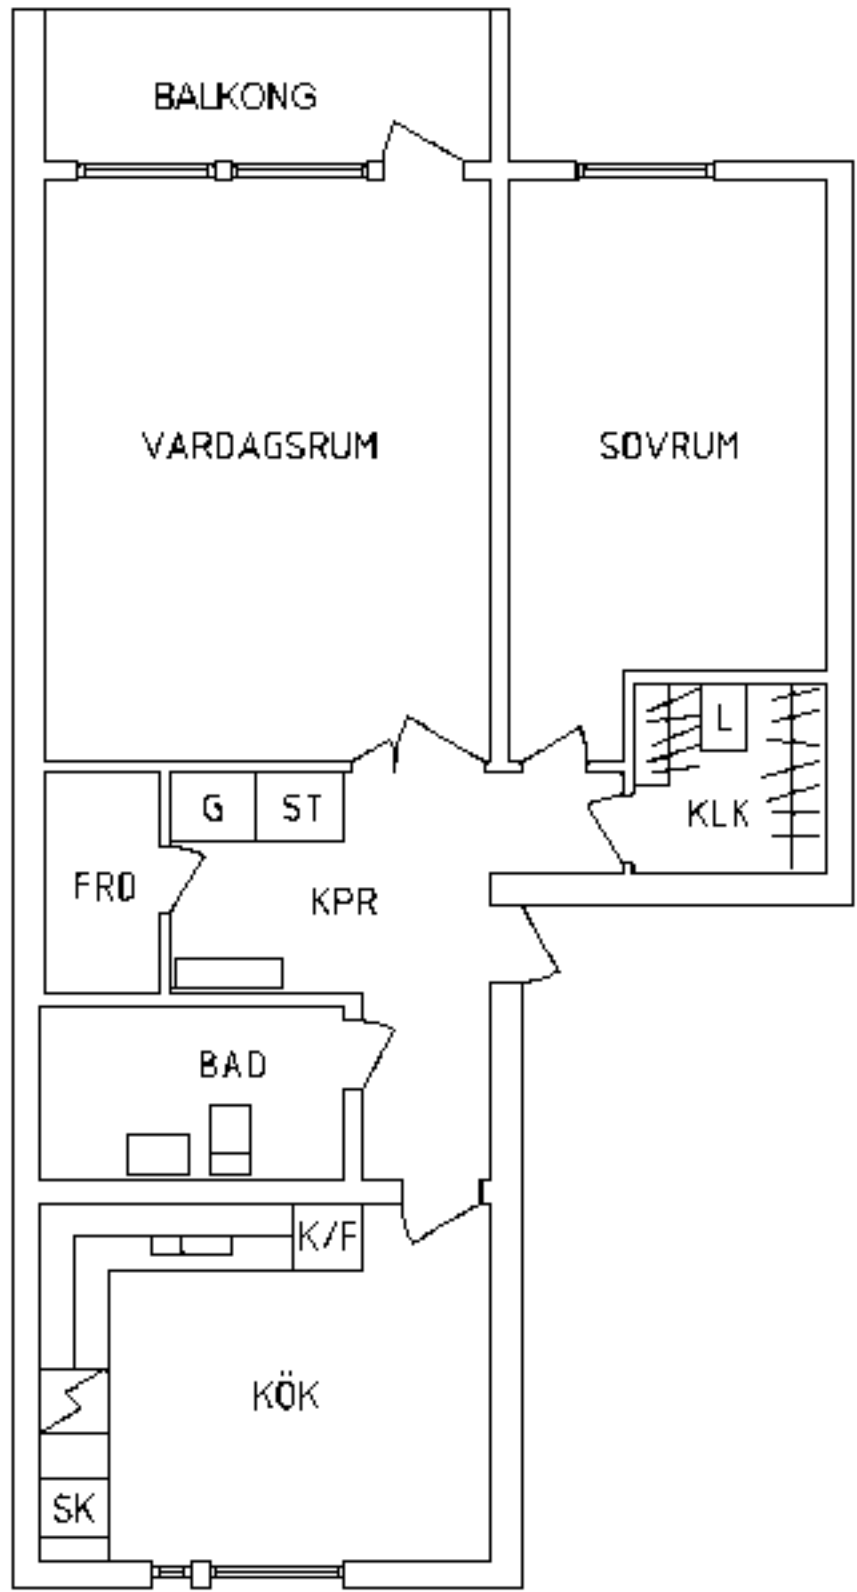 BALKONG
VARDAGSRUM
SOVRUM
L
G
ST
KLK
FRD
KPR
BAD
K/F
KÖK
SK